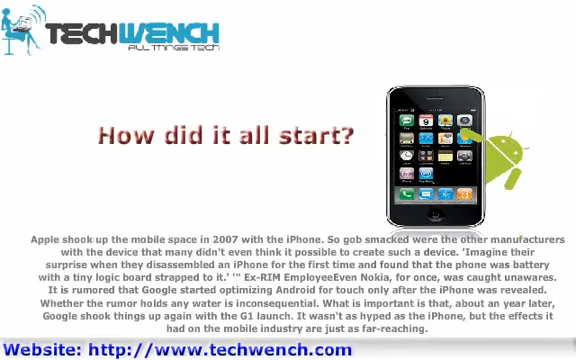 TECHWENCH
ALL THINGS TECH
How did it all start?
Apple shook up the mobile space in 2007 with the iPhone. So gob smacked were the other manufacturers
with the device that many didn't even think it possible to create such a device. 'Imagine their
surprise when they disassembled an iPhone for the first time and found that the phone was battery
with a tiny logic board strapped to it.' '" Ex-RIM EmployeeEven Nokia, for once, was caught unawares.
It is rumored that Google started optimizing Android for touch only after the iPhone was revealed.
Whether the rumor holds any water is inconsequential. What is important is that, about an year later,
Google shook things up again with the G1 launch. It wasn't as hyped as the iPhone, but the effects it
had on the mobile industry are just as far-reaching.
Website: http://www.techwench.com